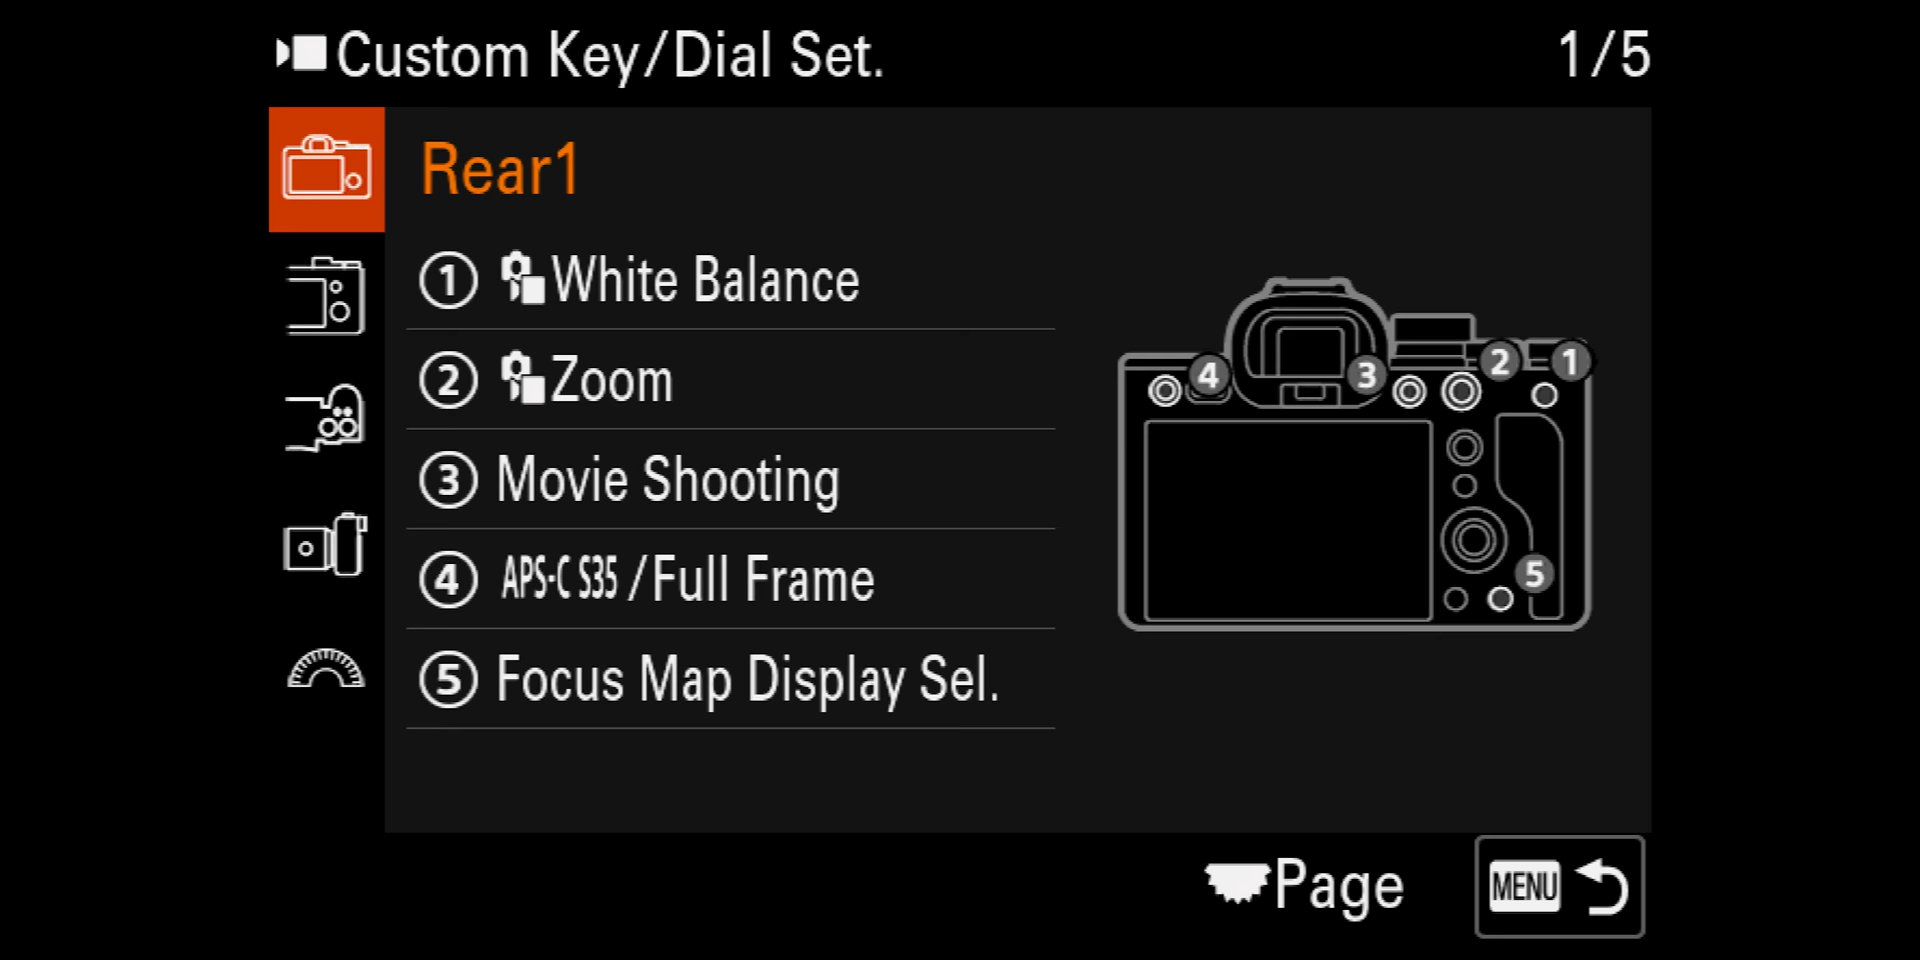 Custom Key/Dial Set. 1/5
Rear1
① White Balance
② Zoom
③ Movie Shooting
④ APS-C S35 /Full Frame
⑤ Focus Map Display Sel.
4 3 2 1
5
Page MENU